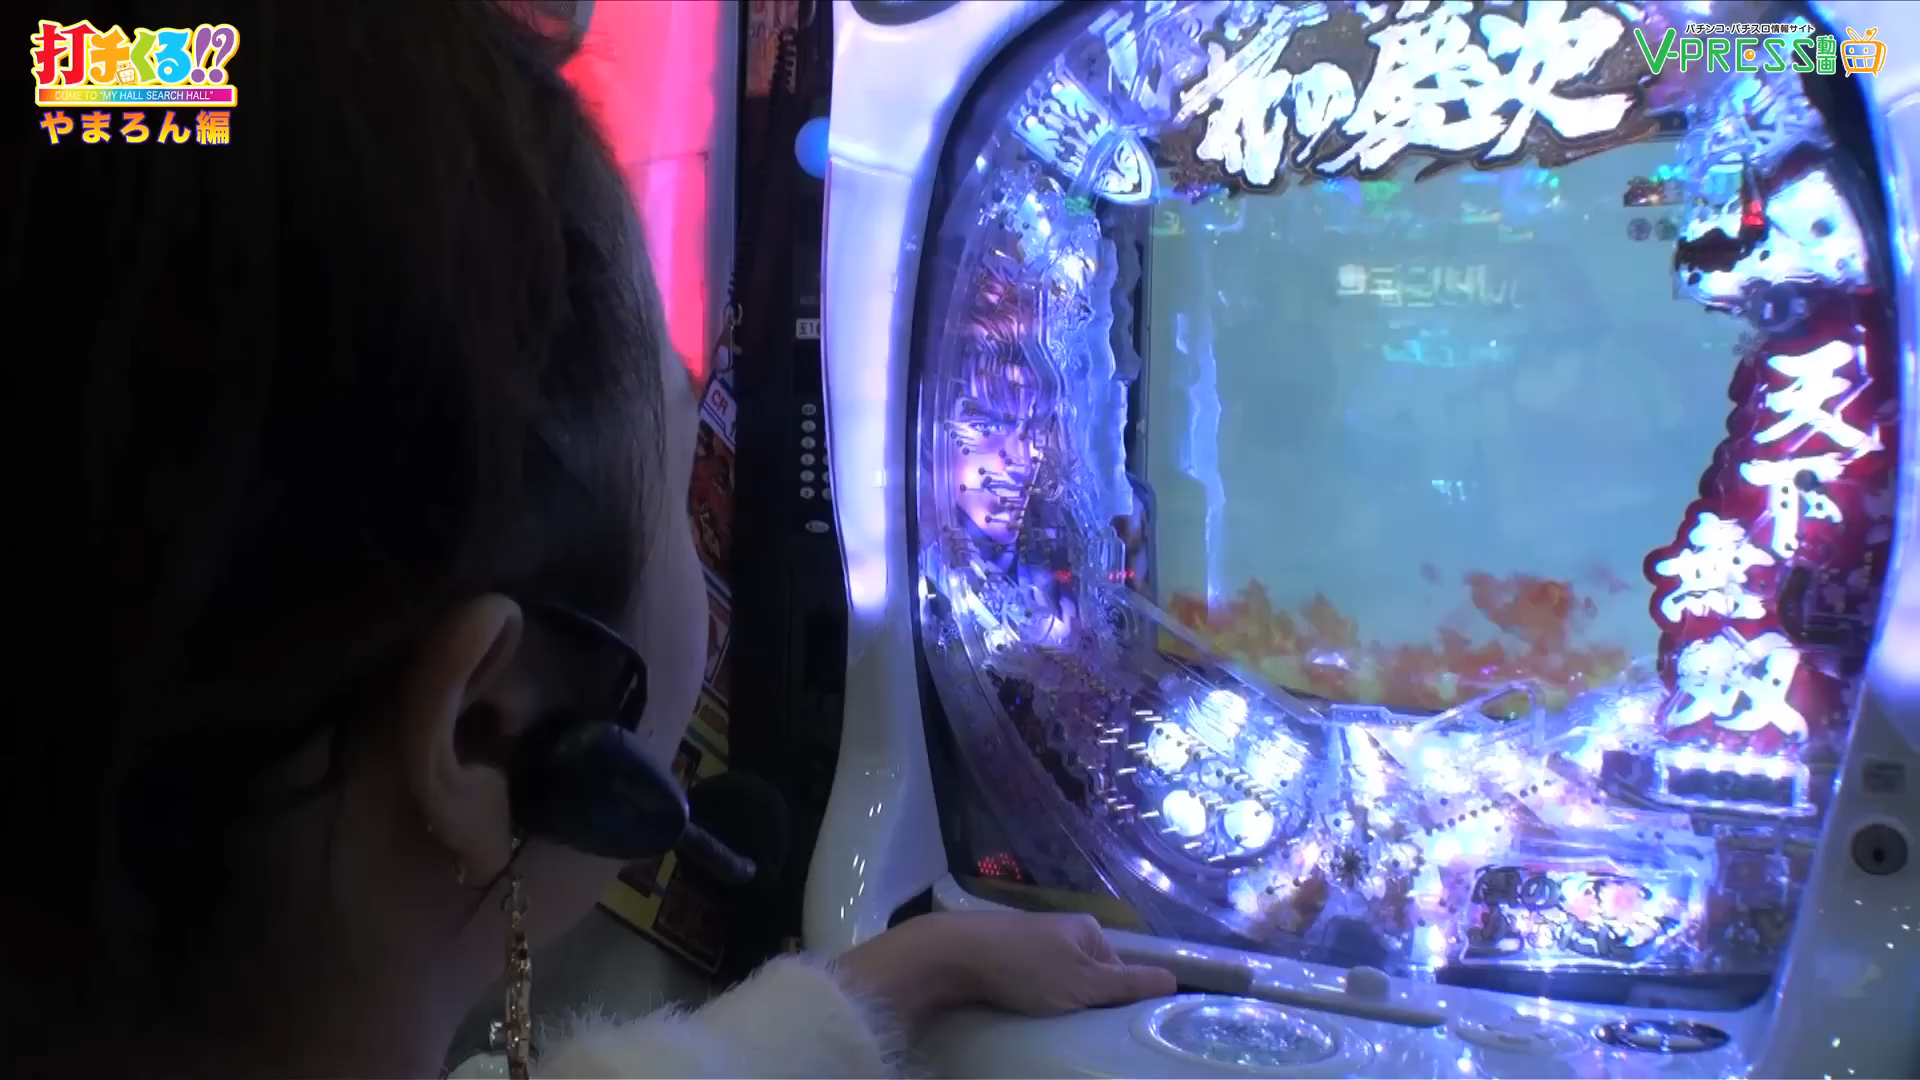 打チくる!?
COME TO "MY HALL SEARCH HALL"
やまろん編
パチンコ・パチスロ情報サイト
V-PRESS動画
花の慶次
天下無双
CR